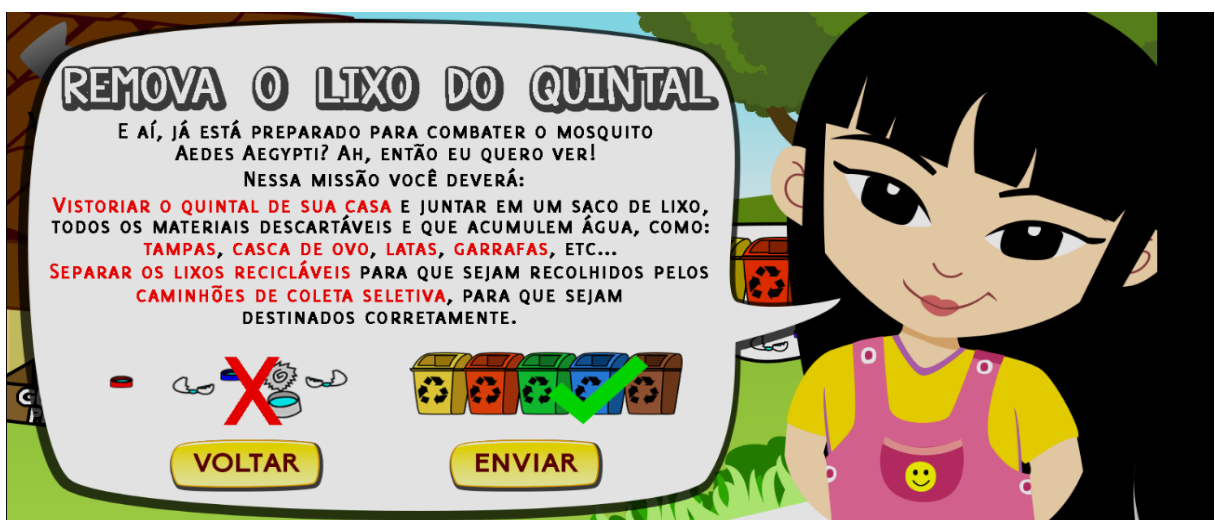 REMOVA O LIXO DO QUINTAL
E AÍ, JÁ ESTÁ PREPARADO PARA COMBATER O MOSQUITO
AEDES AEGYPTI? AH, ENTÃO EU QUERO VER!
NESSA MISSÃO VOCÊ DEVERÁ:
VISTORIAR O QUINTAL DE SUA CASA E JUNTAR EM UM SACO DE LIXO,
TODOS OS MATERIAIS DESCARTÁVEIS E QUE ACUMULEM ÁGUA, COMO:
TAMPAS, CASCA DE OVO, LATAS, GARRAFAS, ETC...
SEPARAR OS LIXOS RECICLÁVEIS PARA QUE SEJAM RECOLHIDOS PELOS
CAMINHÕES DE COLETA SELETIVA, PARA QUE SEJAM
DESTINADOS CORRETAMENTE.
VOLTAR
ENVIAR